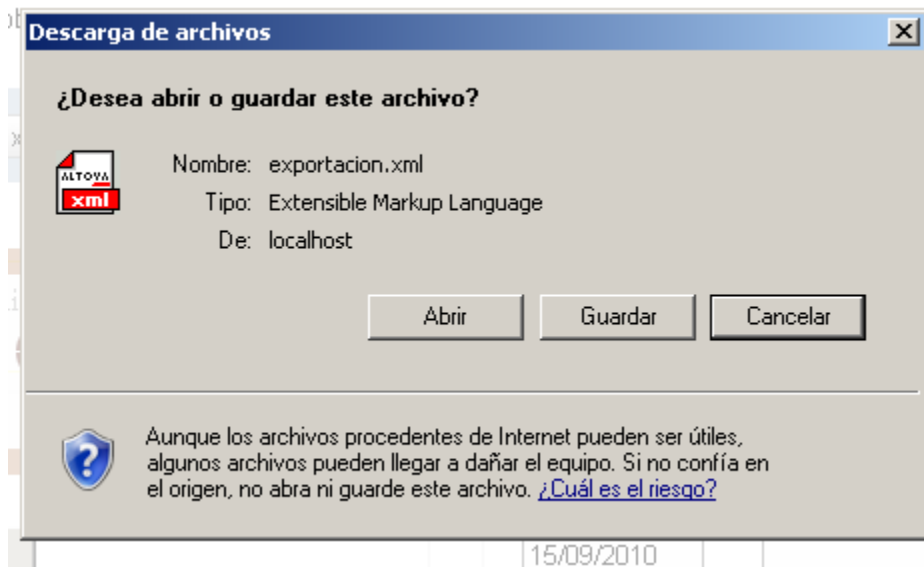 Descarga de archivos
¿Desea abrir o guardar este archivo?
ALTOVA
xml
Nombre: exportacion.xml
Tipo: Extensible Markup Language
De: localhost
Abrir
Guardar
Cancelar
Aunque los archivos procedentes de Internet pueden ser útiles,
algunos archivos pueden llegar a dañar el equipo. Si no confía en
el origen, no abra ni guarde este archivo. ¿Cuál es el riesgo?
15/09/2010